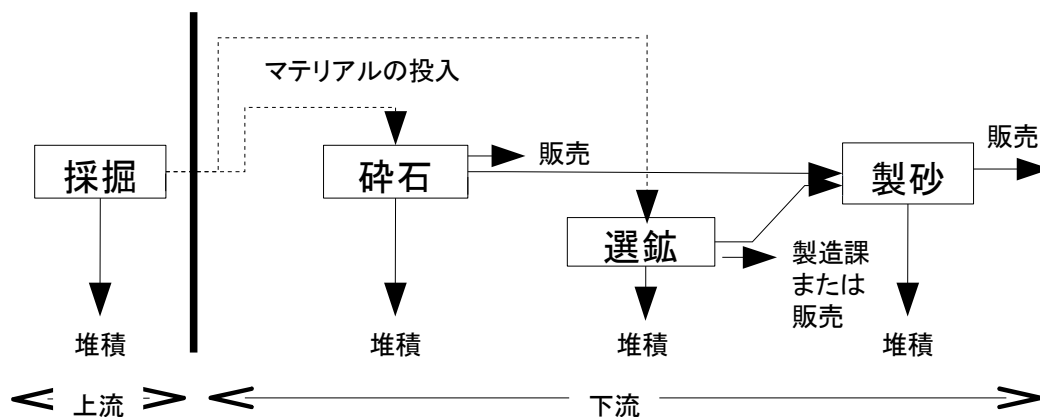 マテリアルの投入
採掘
砕石
販売
製砂
販売
選鉱
製造課
または
販売
堆積
堆積
堆積
堆積
上流
下流